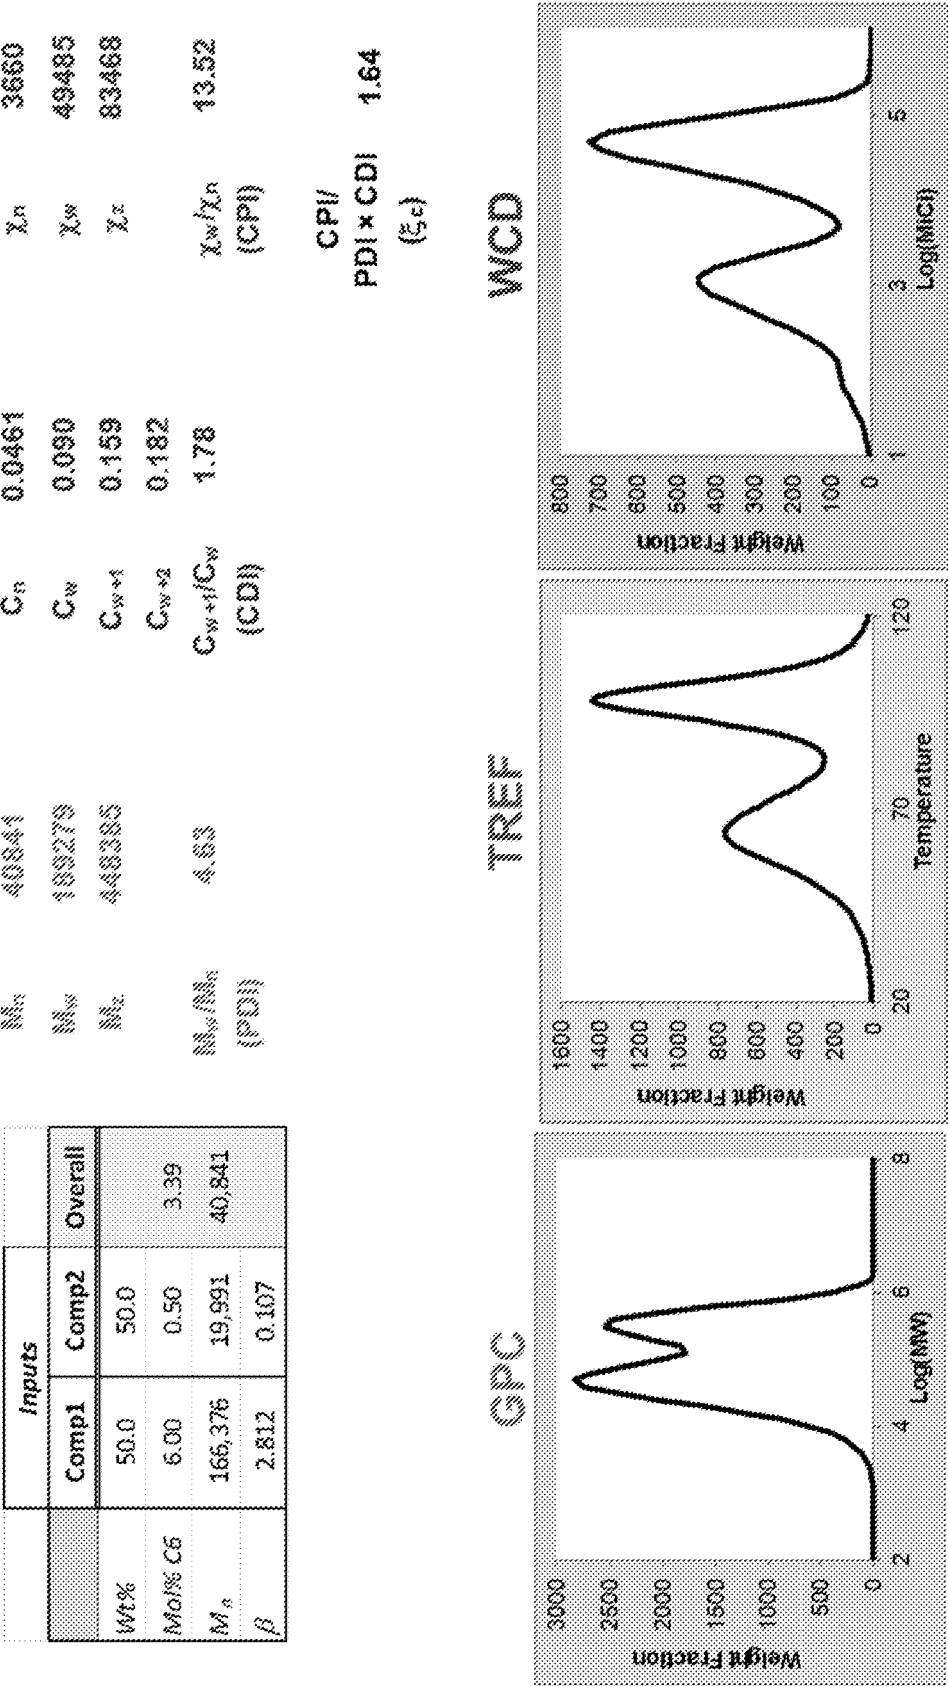 Inputs
Comp1 Comp2 Overall
Wt% 50.0 50.0
Mol% C6 6.00 0.50 3.39
Mn 166,376 19,991 40,841
β 2.812 0.107
Mn 40841
Mw 189279
Mz 448385
Mw/Mn 4.63
(PDI)
Cn 0.0461
Cw 0.090
Cw+1 0.159
Cw+2 0.182
Cw+1/Cw 1.78
(CDI)
χn 3660
χw 49485
χz 83468
χw/χn 13.52
(CPI)
CPI/
PDI × CDI 1.64
(ξc)
GPC
Weight Fraction
3000
2500
2000
1500
1000
500
0
2 4 6 8
Log(MW)
TREF
Weight Fraction
1600
1400
1200
1000
800
600
400
200
0
20 70 120
Temperature
WCD
Weight Fraction
800
700
600
500
400
300
200
100
0
1 3 5
Log(MiCi)